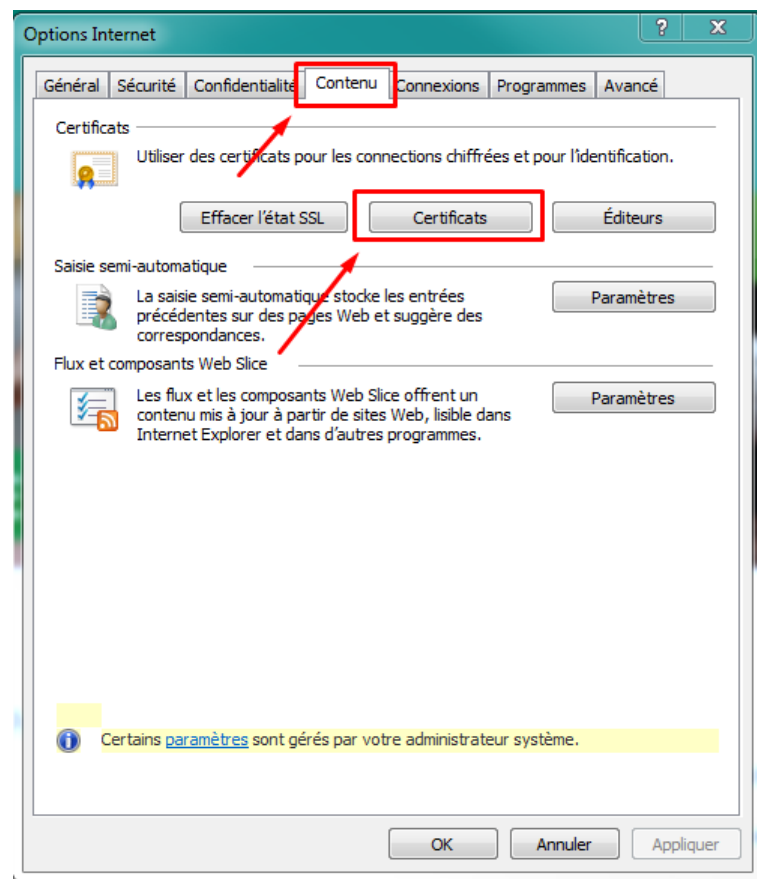 Options Internet
?
X
Général
Sécurité
Confidentialité
Contenu
Connexions
Programmes
Avancé
Certificats
Utiliser des certificats pour les connections chiffrées et pour l'identification.
Effacer l'état SSL
Certificats
Éditeurs
Saisie semi-automatique
La saisie semi-automatique stocke les entrées
précédentes sur des pages Web et suggère des
correspondances.
Paramètres
Flux et composants Web Slice
Les flux et les composants Web Slice offrent un
contenu mis à jour à partir de sites Web, lisible dans
Internet Explorer et dans d'autres programmes.
Paramètres
Certains paramètres sont gérés par votre administrateur système.
OK
Annuler
Appliquer